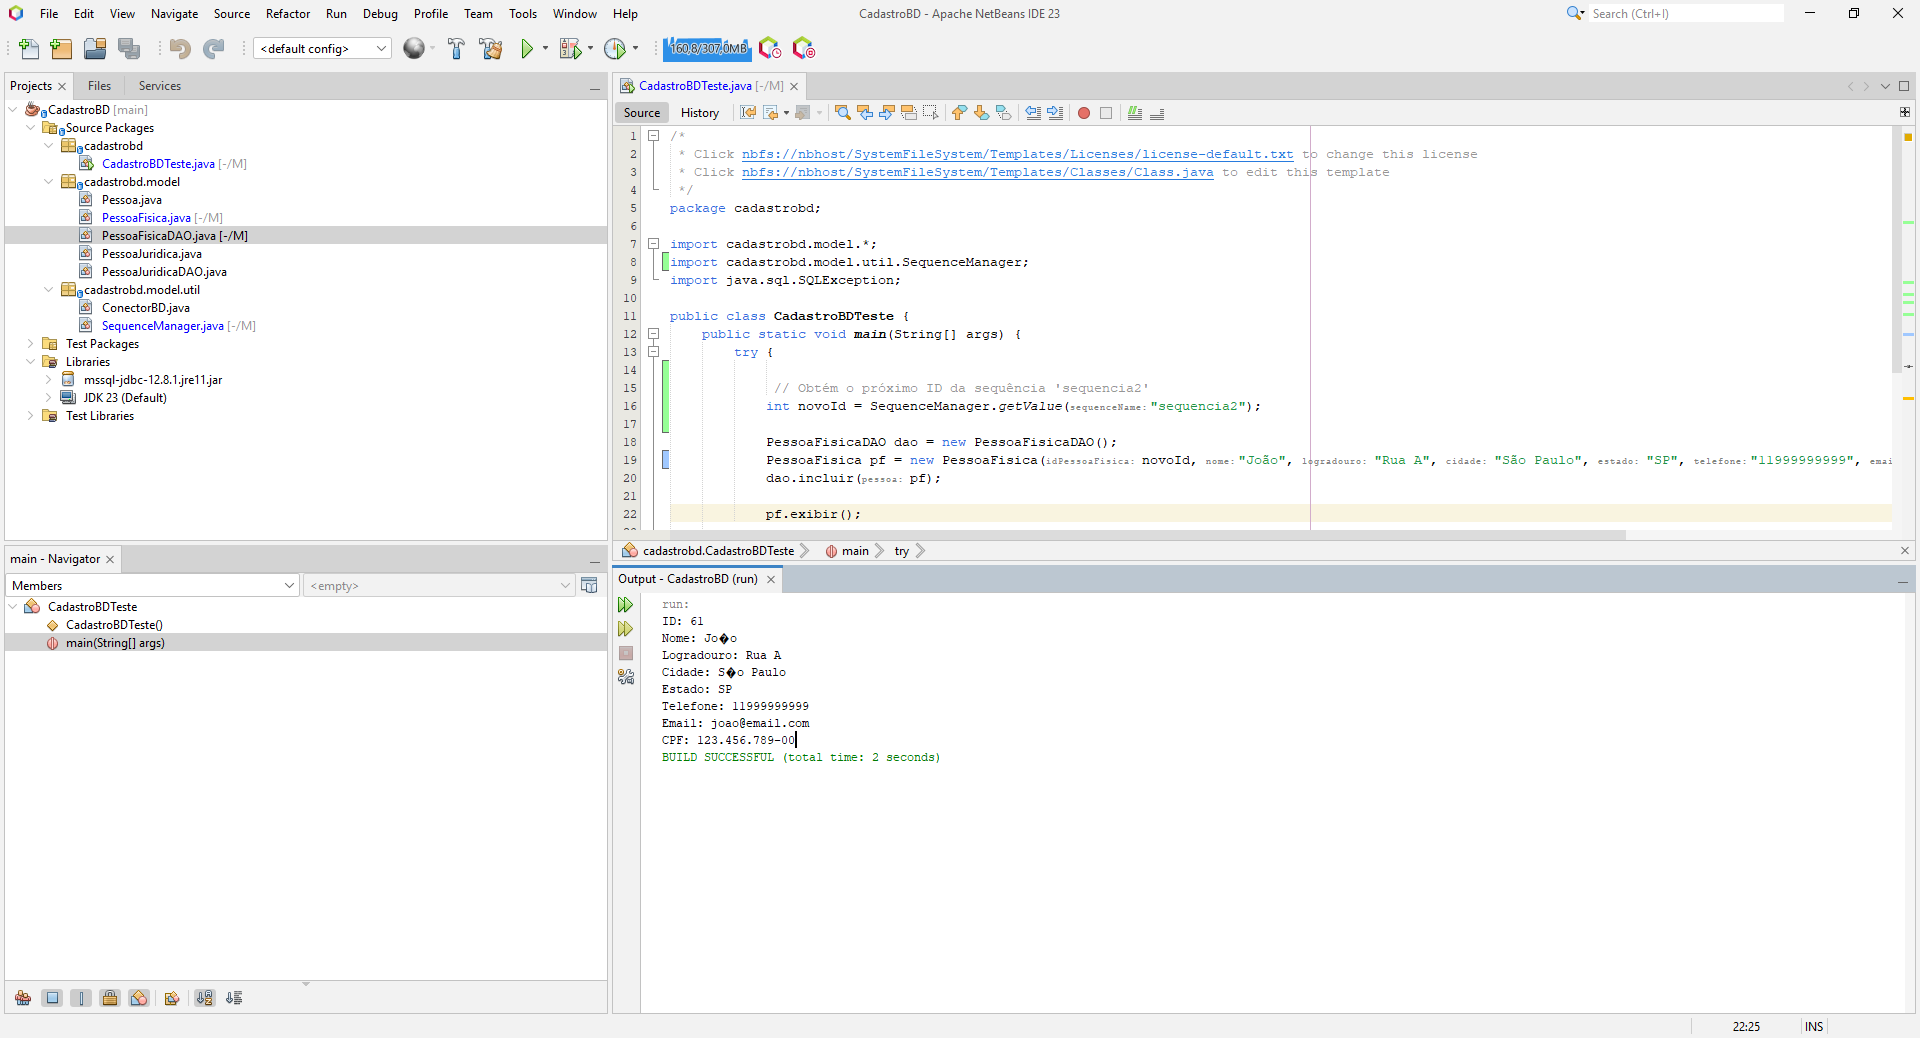 File Edit View Navigate Source Refactor Run Debug Profile Team Tools Window Help
CadastroBD - Apache NetBeans IDE 23
Search (Ctrl+I)
<default config>
160,8/307,0MB
Projects Files Services
CadastroBD [main]
Source Packages
cadastrobd
CadastroBDTeste.java [-/M]
cadastrobd.model
Pessoa.java
PessoaFisica.java [-/M]
PessoaFisicaDAO.java [-/M]
PessoaJuridica.java
PessoaJuridicaDAO.java
cadastrobd.model.util
ConectorBD.java
SequenceManager.java [-/M]
Test Packages
Libraries
mssql-jdbc-12.8.1.jre11.jar
JDK 23 (Default)
Test Libraries
main - Navigator
Members
<empty>
CadastroBDTeste
CadastroBDTeste()
main(String[] args)
CadastroBDTeste.java [-/M]
Source History
1 /*
2 * Click nbfs://nbhost/SystemFileSystem/Templates/Licenses/license-default.txt to change this license
3 * Click nbfs://nbhost/SystemFileSystem/Templates/Classes/Class.java to edit this template
4 */
5 package cadastrobd;
6
7 import cadastrobd.model.*;
8 import cadastrobd.model.util.SequenceManager;
9 import java.sql.SQLException;
10
11 public class CadastroBDTeste {
12 public static void main(String[] args) {
13 try {
14
15 // Obtém o próximo ID da sequência 'sequencia2'
16 int novoId = SequenceManager.getValue(sequenceName: "sequencia2");
17
18 PessoaFisicaDAO dao = new PessoaFisicaDAO();
19 PessoaFisica pf = new PessoaFisica(idPessoaFisica: novoId, nome: "João", logradouro: "Rua A", cidade: "São Paulo", estado: "SP", telefone: "11999999999", emai
20 dao.incluir(pessoa: pf);
21
22 pf.exibir();
cadastrobd.CadastroBDTeste main try
Output - CadastroBD (run)
run:
ID: 61
Nome: Jo�o
Logradouro: Rua A
Cidade: S�o Paulo
Estado: SP
Telefone: 11999999999
Email: joao@email.com
CPF: 123.456.789-00
BUILD SUCCESSFUL (total time: 2 seconds)
22:25 INS